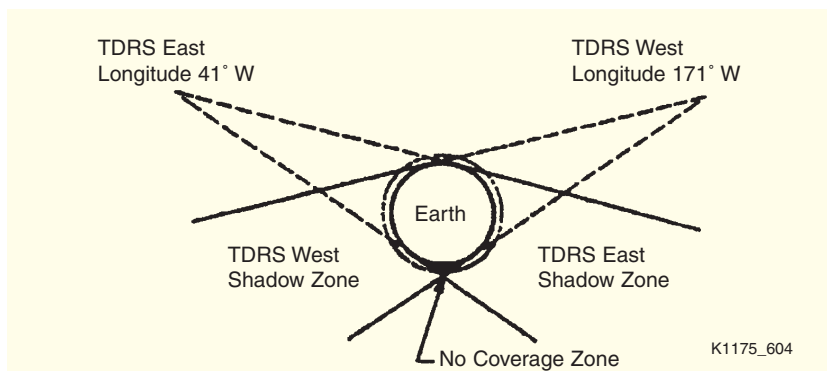 TDRS East
Longitude 41° W
TDRS West
Longitude 171° W
Earth
TDRS West
Shadow Zone
TDRS East
Shadow Zone
No Coverage Zone
K1175_604